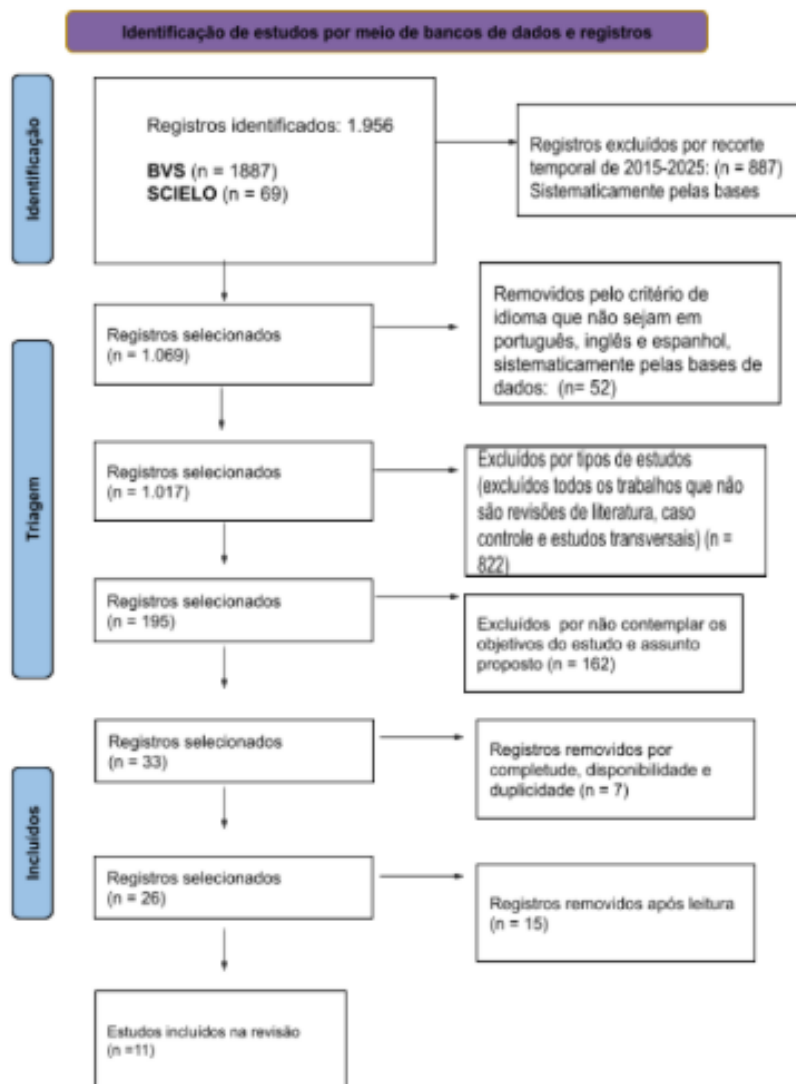 Identificação de estudos por meio de bancos de dados e registros
Identificação
Registros identificados: 1.956
BVS (n = 1887)
SCIELO (n = 69)
Registros excluídos por recorte
temporal de 2015-2025: (n = 887)
Sistematicamente pelas bases
Triagem
Registros selecionados
(n = 1.069)
Removidos pelo critério de
idioma que não sejam em
português, inglês e espanhol,
sistematicamente pelas bases de
dados: (n= 52)
Registros selecionados
(n = 1.017)
Excluídos por tipos de estudos
(excluídos todos os trabalhos que não
são revisões de literatura, caso
controle e estudos transversais) (n =
822)
Registros selecionados
(n = 195)
Excluídos por não contemplar os
objetivos do estudo e assunto
proposto (n = 162)
Incluídos
Registros selecionados
(n = 33)
Registros removidos por
completude, disponibilidade e
duplicidade (n = 7)
Registros selecionados
(n = 26)
Registros removidos após leitura
(n = 15)
Estudos incluídos na revisão
(n =11)